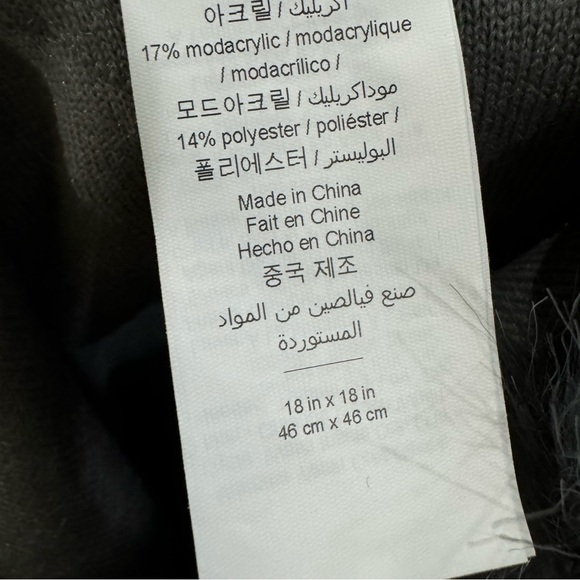 아크릴 / أكريليك
17% modacrylic / modacrylique
/ modacrílico /
모드아크릴 / موداكريليك
14% polyester / poliéster /
폴리에스터 / البوليستر
Made in China
Fait en Chine
Hecho en China
중국 제조
صنع فيالصين من المواد
المستوردة
18 in x 18 in
46 cm x 46 cm